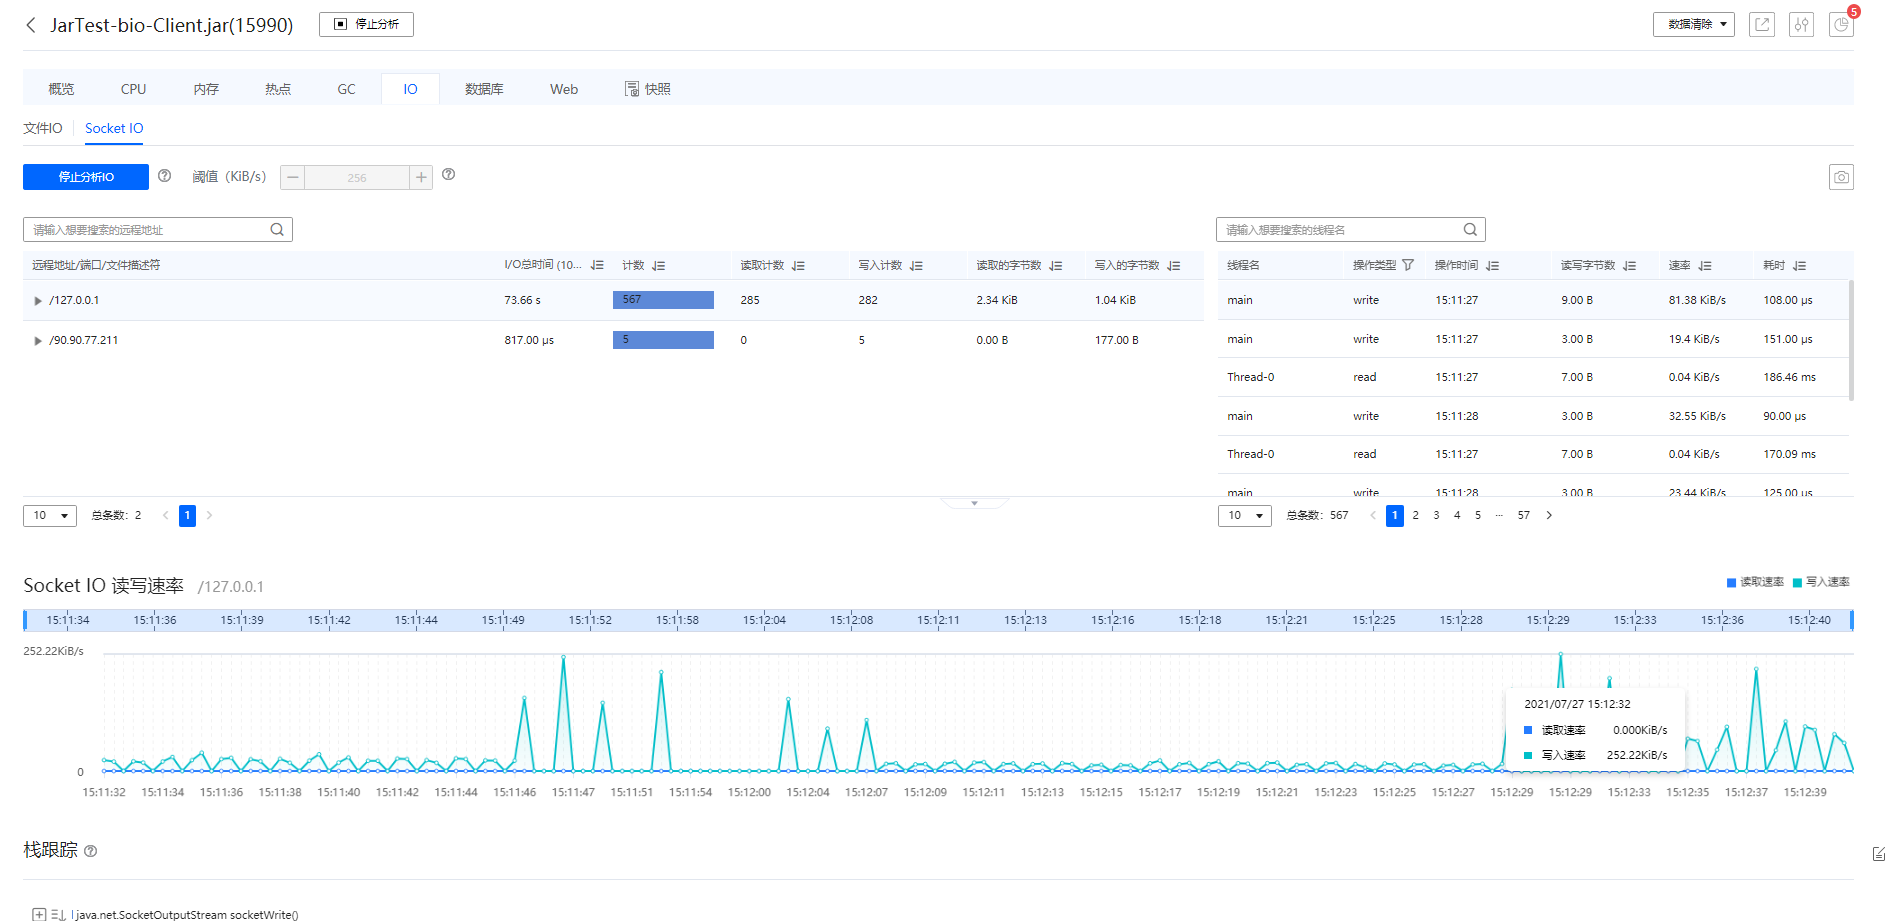 JarTest-bio-Client.jar(15990) 停止分析 数据清除 5
概览 CPU 内存 热点 GC IO 数据库 Web 快照
文件IO Socket IO
停止分析IO 阈值（KiB/s） 256
请输入想要搜索的远程地址 请输入想要搜索的线程名
远程地址/端口/文件描述符 I/O总时间 (10... 计数 读取计数 写入计数 读取的字节数 写入的字节数
/127.0.0.1 73.66 s 567 285 282 2.34 KiB 1.04 KiB
/90.90.77.211 817.00 μs 5 0 5 0.00 B 177.00 B
线程名 操作类型 操作时间 读写字节数 速率 耗时
main write 15:11:27 9.00 B 81.38 KiB/s 108.00 μs
main write 15:11:27 3.00 B 19.4 KiB/s 151.00 μs
Thread-0 read 15:11:27 7.00 B 0.04 KiB/s 186.46 ms
main write 15:11:28 3.00 B 32.55 KiB/s 90.00 μs
Thread-0 read 15:11:27 7.00 B 0.04 KiB/s 170.09 ms
main write 15:11:28 3.00 B 23.44 KiB/s 125.00 μs
10 总条数：2 1
10 总条数：567 1 2 3 4 5 ... 57
Socket IO 读写速率 /127.0.0.1 读取速率 写入速率
15:11:34 15:11:36 15:11:39 15:11:42 15:11:44 15:11:49 15:11:52 15:11:58 15:12:04 15:12:08 15:12:11 15:12:13 15:12:16 15:12:18 15:12:21 15:12:25 15:12:28 15:12:29 15:12:33 15:12:36 15:12:40
252.22KiB/s
2021/07/27 15:12:32
读取速率 0.000KiB/s
写入速率 252.22KiB/s
0
15:11:32 15:11:34 15:11:36 15:11:38 15:11:40 15:11:42 15:11:44 15:11:46 15:11:47 15:11:51 15:11:54 15:12:00 15:12:04 15:12:07 15:12:09 15:12:11 15:12:13 15:12:15 15:12:17 15:12:19 15:12:21 15:12:23 15:12:25 15:12:27 15:12:29 15:12:29 15:12:33 15:12:35 15:12:37 15:12:39
栈跟踪
java.net.SocketOutputStream socketWrite()